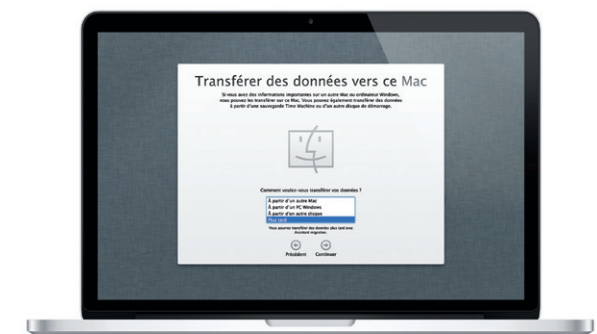 Transférer des données vers ce Mac
Si vous avez des informations importantes sur un autre Mac ou ordinateur Windows,
vous pouvez les transférer sur ce Mac. Vous pouvez également transférer des données
à partir d'une sauvegarde Time Machine ou d'un autre disque de démarrage.
Comment voulez-vous transférer vos données ?
À partir d'un autre Mac
À partir d'un PC Windows
À partir d'un autre disque
Plus tard
Vous pourrez transférer des données plus tard avec
Assistant migration.
Précédent Continuer